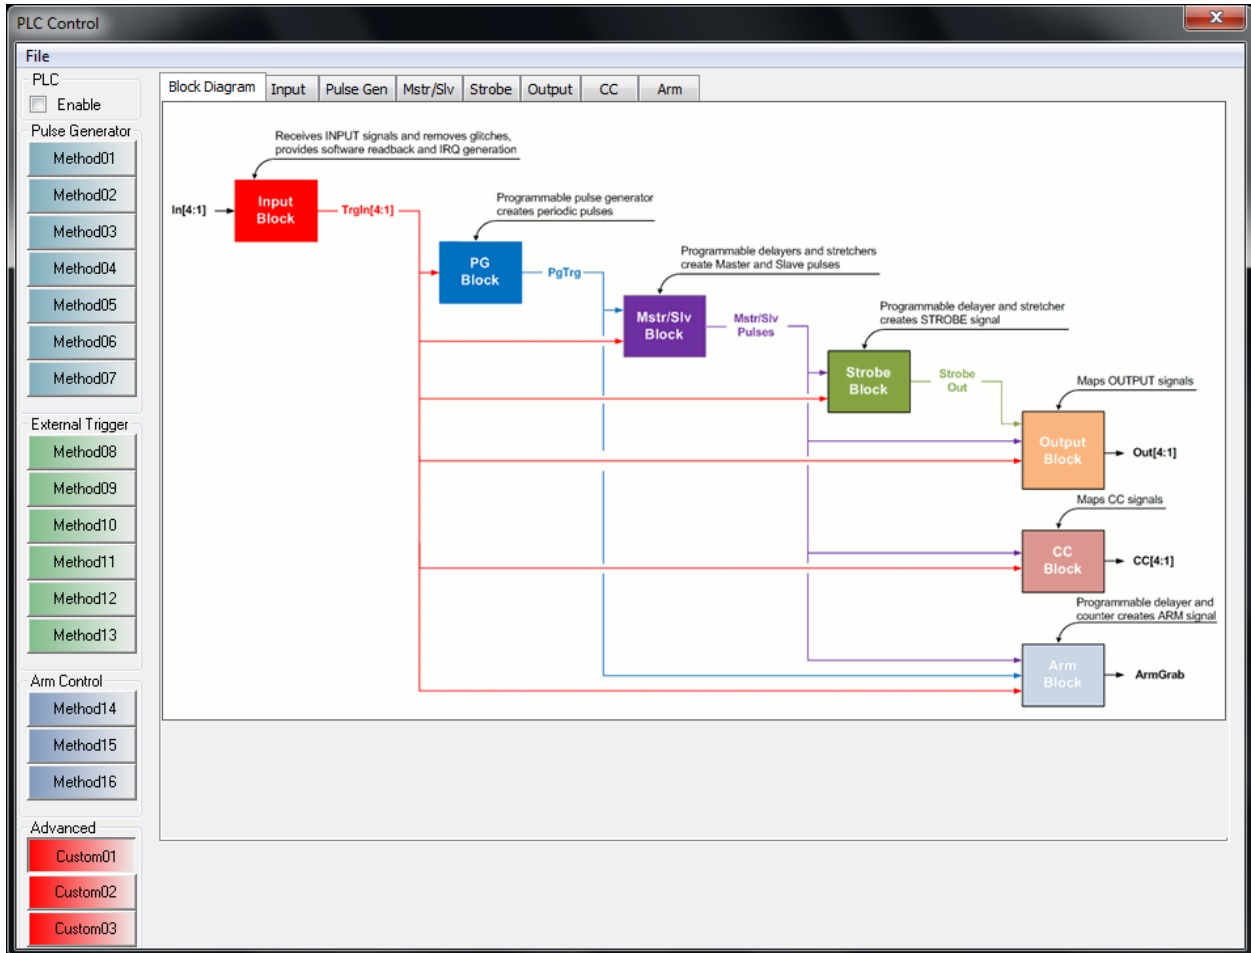 PLC Control
File
PLC
Enable
Pulse Generator
Method01
Method02
Method03
Method04
Method05
Method06
Method07
External Trigger
Method08
Method09
Method10
Method11
Method12
Method13
Arm Control
Method14
Method15
Method16
Advanced
Custom01
Custom02
Custom03
Block Diagram Input Pulse Gen Mstr/Slv Strobe Output CC Arm
Receives INPUT signals and removes glitches,
provides software readback and IRQ generation
In[4:1]
Input
Block
TrgIn[4:1]
Programmable pulse generator
creates periodic pulses
PG
Block
PgTrg
Programmable delayers and stretchers
create Master and Slave pulses
Mstr/Slv
Block
Mstr/Slv
Pulses
Programmable delayer and stretcher
creates STROBE signal
Strobe
Block
Strobe
Out
Maps OUTPUT signals
Output
Block
Out[4:1]
Maps CC signals
CC
Block
CC[4:1]
Programmable delayer and
counter creates ARM signal
Arm
Block
ArmGrab